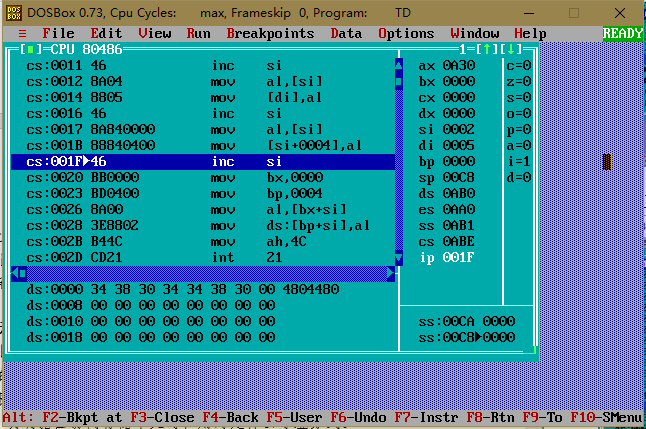 DOSBox 0.73, Cpu Cycles: max, Frameskip 0, Program: TD
≡ File Edit View Run Breakpoints Data Options Window Help READY
[■]=CPU 80486 1=[↑][↓]
cs:0011 46 inc si ax 0A30 c=0
cs:0012 8A04 mov al,[si] bx 0000 z=0
cs:0014 8805 mov [di],al cx 0000 s=0
cs:0016 46 inc si dx 0000 o=0
cs:0017 8A840000 mov al,[si] si 0002 p=0
cs:001B 88840400 mov [si+0004],al di 0005 a=0
cs:001F▶46 inc si bp 0000 i=1
cs:0020 BB0000 mov bx,0000 sp 00C8 d=0
cs:0023 BD0400 mov bp,0004 ds 0AB0
cs:0026 8A00 mov al,[bx+si] es 0AA0
cs:0028 3E8802 mov ds:[bp+si],al ss 0AB1
cs:002B B44C mov ah,4C cs 0ABE
cs:002D CD21 int 21 ip 001F
ds:0000 34 38 30 34 34 38 30 00 4804480
ds:0008 00 00 00 00 00 00 00 00
ds:0010 00 00 00 00 00 00 00 00 ss:00CA 0000
ds:0018 00 00 00 00 00 00 00 00 ss:00C8▶0000
Alt: F2-Bkpt at F3-Close F4-Back F5-User F6-Undo F7-Instr F8-Rtn F9-To F10-SMenu